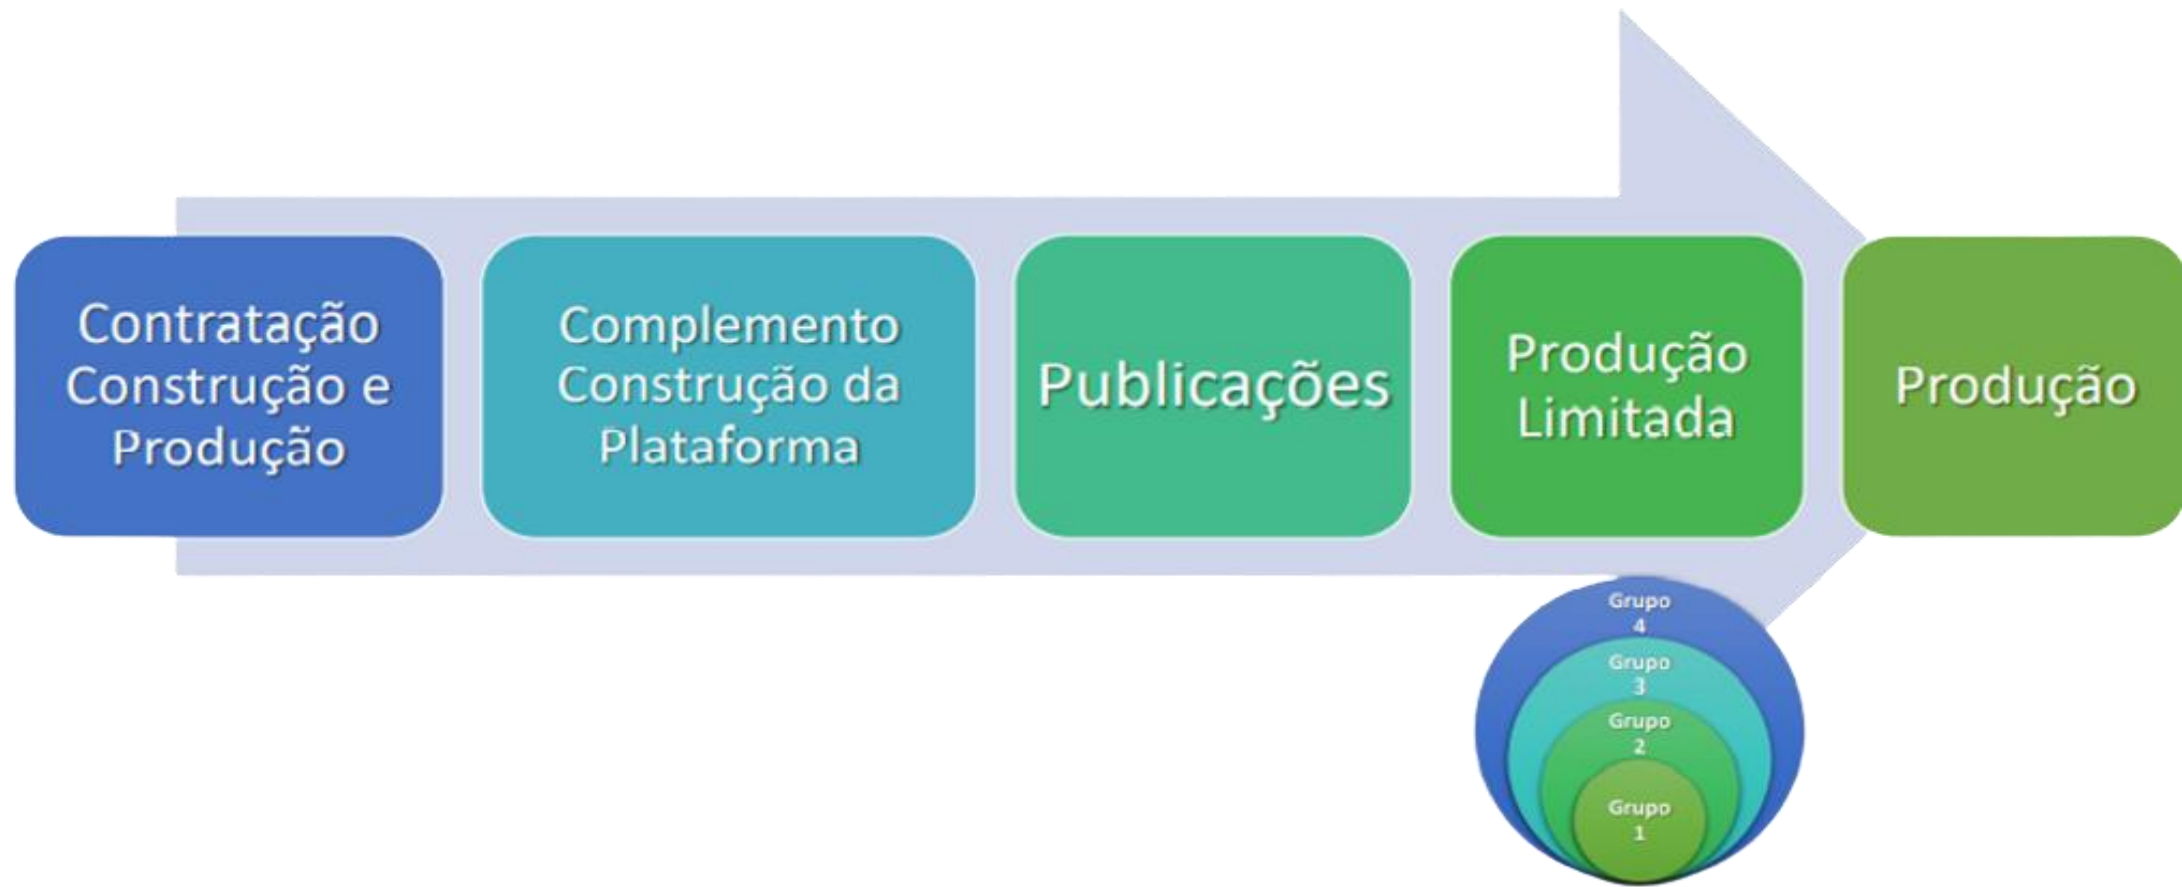 Contratação
Construção e
Produção
Complemento
Construção da
Plataforma
Publicações
Produção
Limitada
Produção
Grupo
4
Grupo
3
Grupo
2
Grupo
1